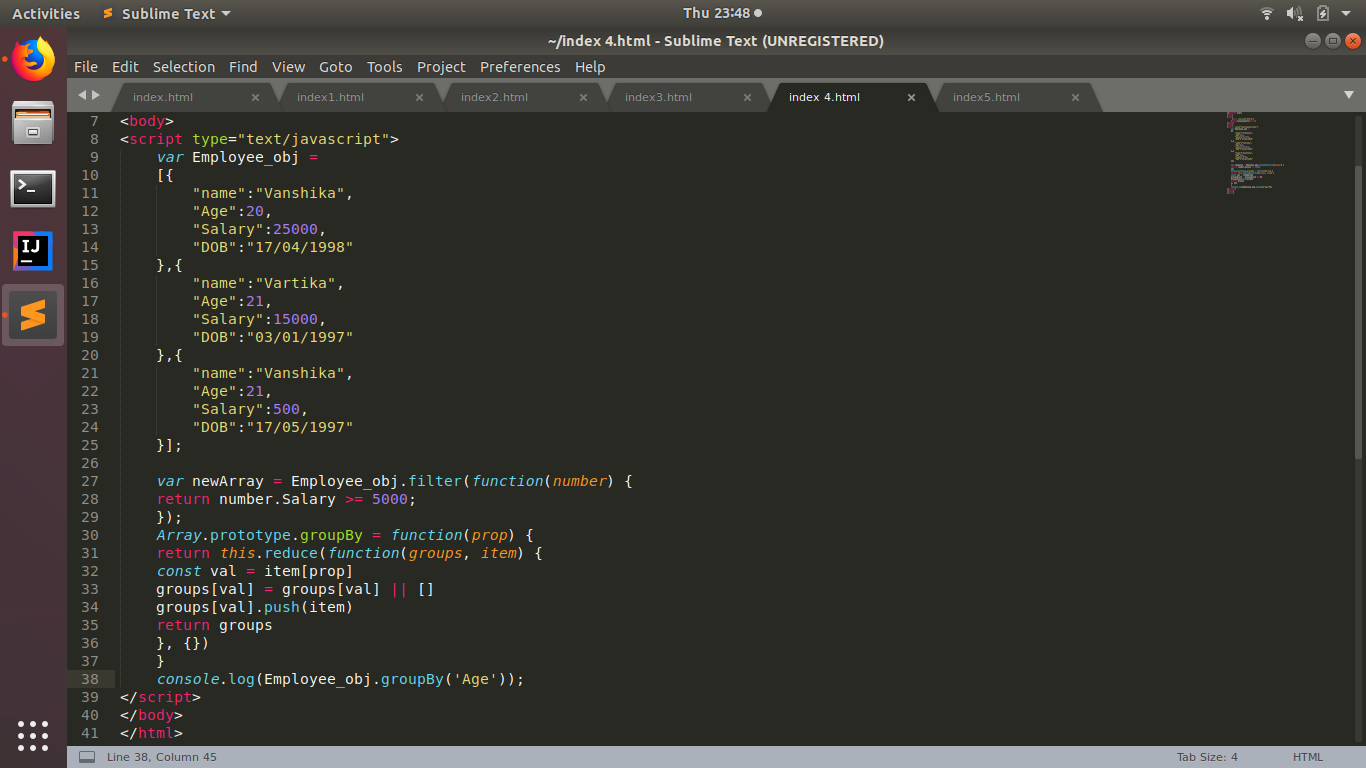 Activities Sublime Text Thu 23:48
~/index 4.html - Sublime Text (UNREGISTERED)
File Edit Selection Find View Goto Tools Project Preferences Help
index.html index1.html index2.html index3.html index 4.html index5.html
7 <body>
8 <script type="text/javascript">
9 var Employee_obj =
10 [{
11 "name":"Vanshika",
12 "Age":20,
13 "Salary":25000,
14 "DOB":"17/04/1998"
15 },{
16 "name":"Vartika",
17 "Age":21,
18 "Salary":15000,
19 "DOB":"03/01/1997"
20 },{
21 "name":"Vanshika",
22 "Age":21,
23 "Salary":500,
24 "DOB":"17/05/1997"
25 }];
26
27 var newArray = Employee_obj.filter(function(number) {
28 return number.Salary >= 5000;
29 });
30 Array.prototype.groupBy = function(prop) {
31 return this.reduce(function(groups, item) {
32 const val = item[prop]
33 groups[val] = groups[val] || []
34 groups[val].push(item)
35 return groups
36 }, {})
37 }
38 console.log(Employee_obj.groupBy('Age'));
39 </script>
40 </body>
41 </html>
Line 38, Column 45 Tab Size: 4 HTML
IJ